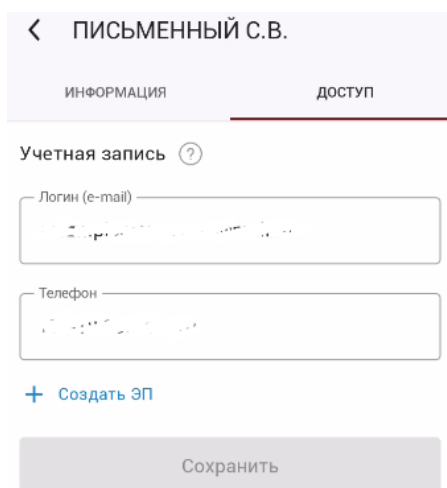 ПИСЬМЕННЫЙ С.В.
ИНФОРМАЦИЯ ДОСТУП
Учетная запись ?
Логин (e-mail)
Телефон
+ Создать ЭП
Сохранить